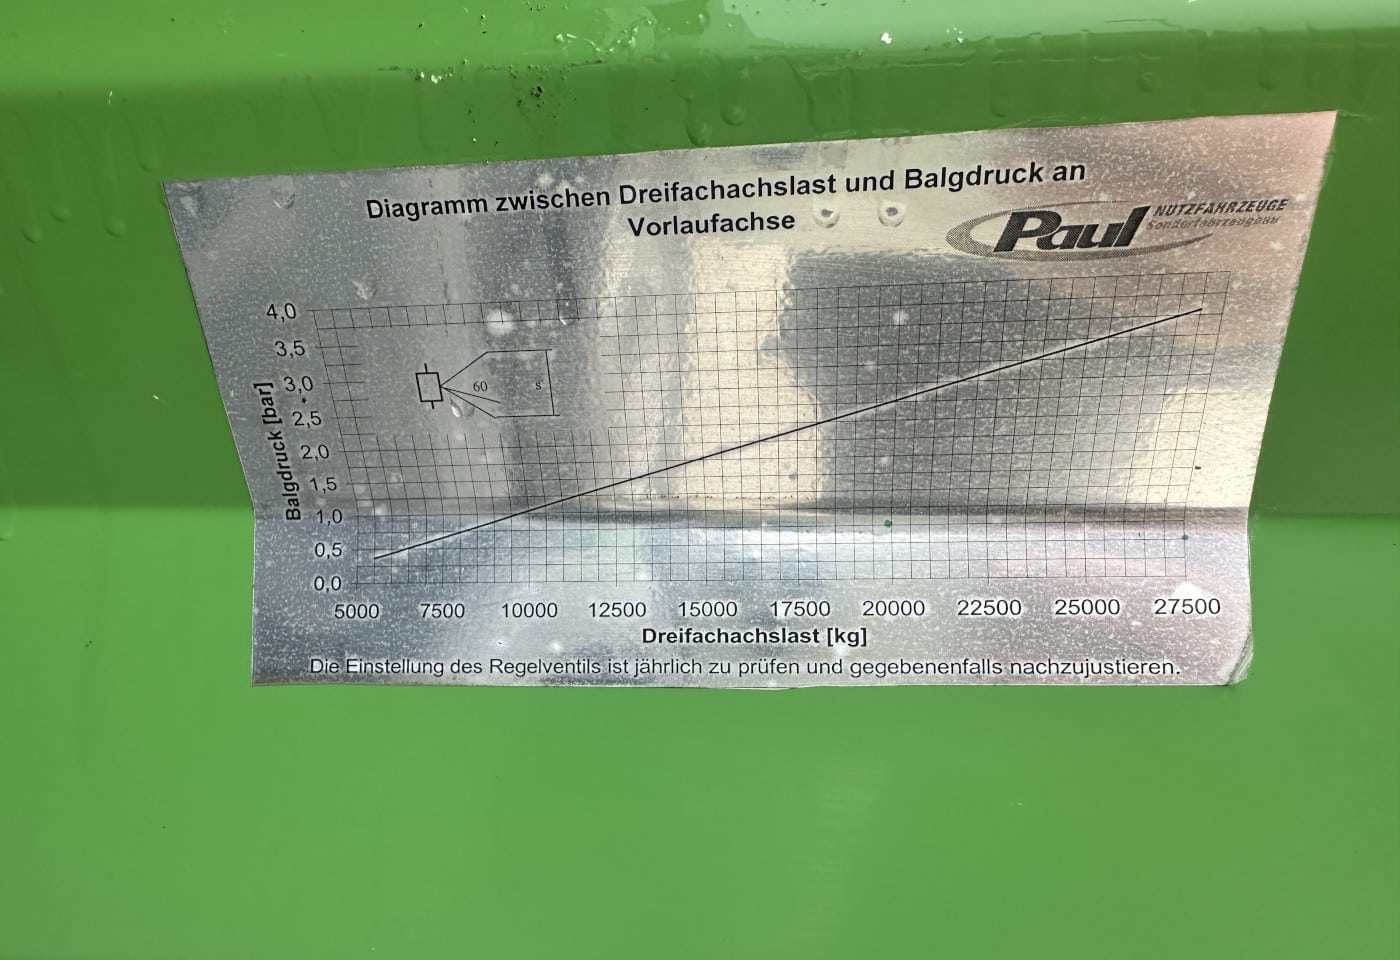 Diagramm zwischen Dreifachachslast und Balgdruck an
Vorlaufachse
Paul NUTZFAHRZEUGE
Sonderfahrzeugbau
4,0
3,5
3,0
2,5
2,0
1,5
1,0
0,5
0,0
Balgdruck [bar]
60 s
5000 7500 10000 12500 15000 17500 20000 22500 25000 27500
Dreifachachslast [kg]
Die Einstellung des Regelventils ist jährlich zu prüfen und gegebenenfalls nachzujustieren.